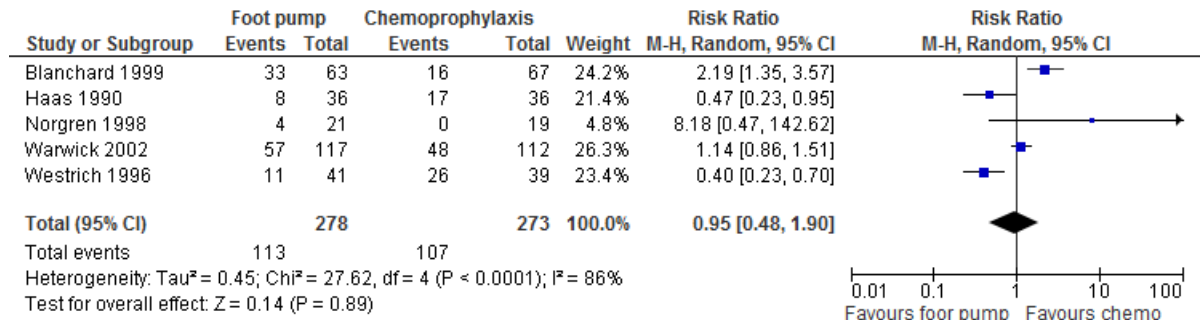 Foot pump Chemoprophylaxis Risk Ratio Risk Ratio
Study or Subgroup Events Total Events Total Weight M-H, Random, 95% CI M-H, Random, 95% CI
Blanchard 1999 33 63 16 67 24.2% 2.19 [1.35, 3.57]
Haas 1990 8 36 17 36 21.4% 0.47 [0.23, 0.95]
Norgren 1998 4 21 0 19 4.8% 8.18 [0.47, 142.62]
Warwick 2002 57 117 48 112 26.3% 1.14 [0.86, 1.51]
Westrich 1996 11 41 26 39 23.4% 0.40 [0.23, 0.70]
Total (95% CI) 278 273 100.0% 0.95 [0.48, 1.90]
Total events 113 107
Heterogeneity: Tau² = 0.45; Chi² = 27.62, df = 4 (P < 0.0001); I² = 86%
Test for overall effect: Z = 0.14 (P = 0.89)
0.01 0.1 1 10 100
Favours foor pump Favours chemo